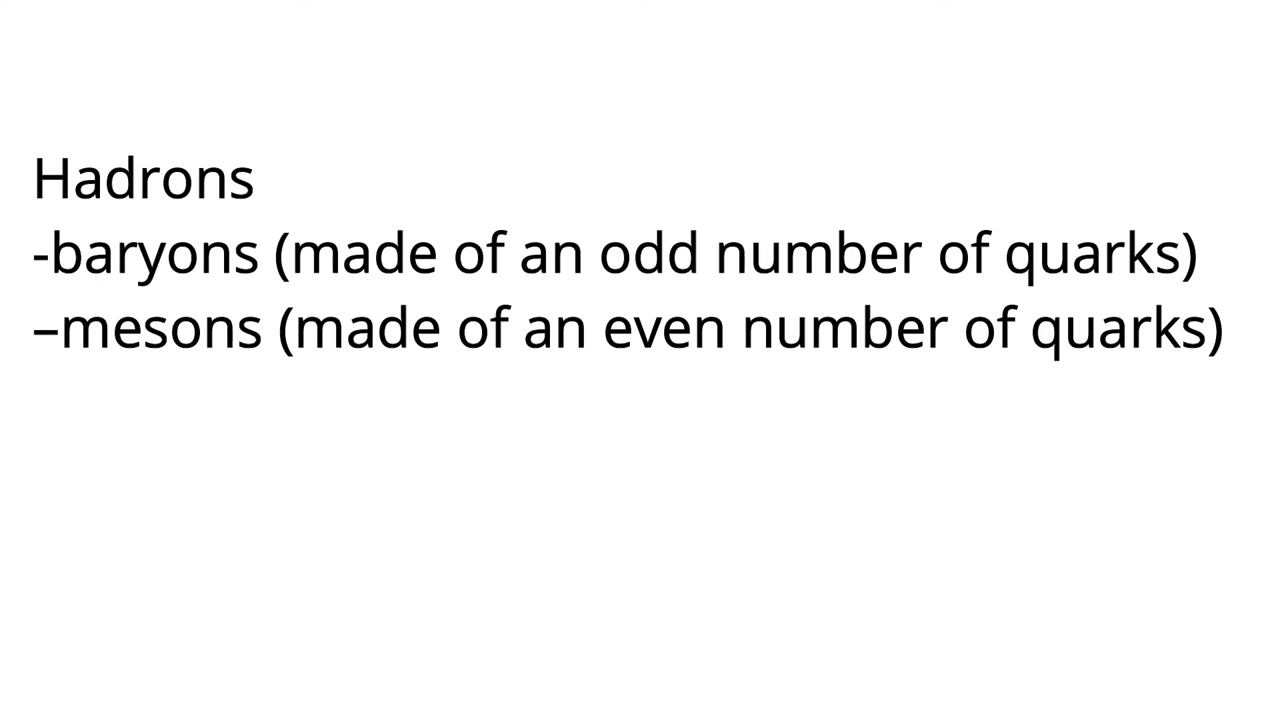 Hadrons
-baryons (made of an odd number of quarks)
–mesons (made of an even number of quarks)